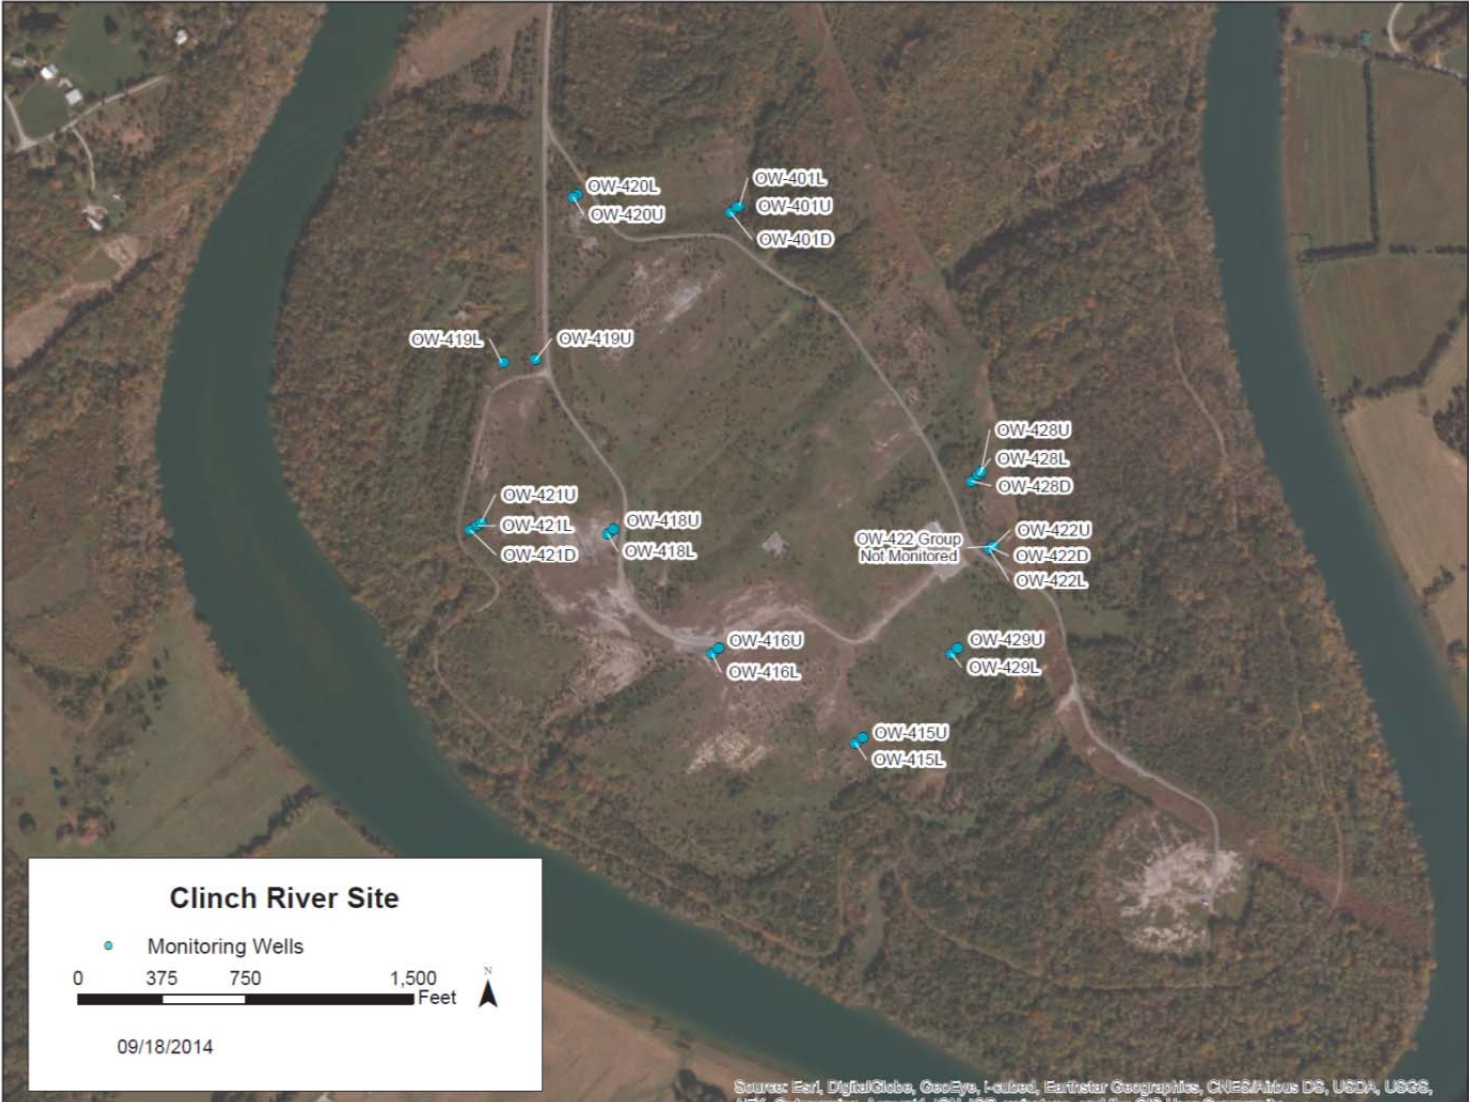 OW-420L
OW-420U
OW-401L
OW-401U
OW-401D
OW-419L
OW-419U
OW-428U
OW-428L
OW-428D
OW-421U
OW-421L
OW-421D
OW-418U
OW-418L
OW-422 Group
Not Monitored
OW-422U
OW-422D
OW-422L
OW-416U
OW-416L
OW-429U
OW-429L
OW-415U
OW-415L
Clinch River Site
Monitoring Wells
0 375 750 1,500
Feet
N
09/18/2014
Source: Esri, DigitalGlobe, GeoEye, i-cubed, Earthstar Geographics, CNES/Airbus DS, USDA, USGS,